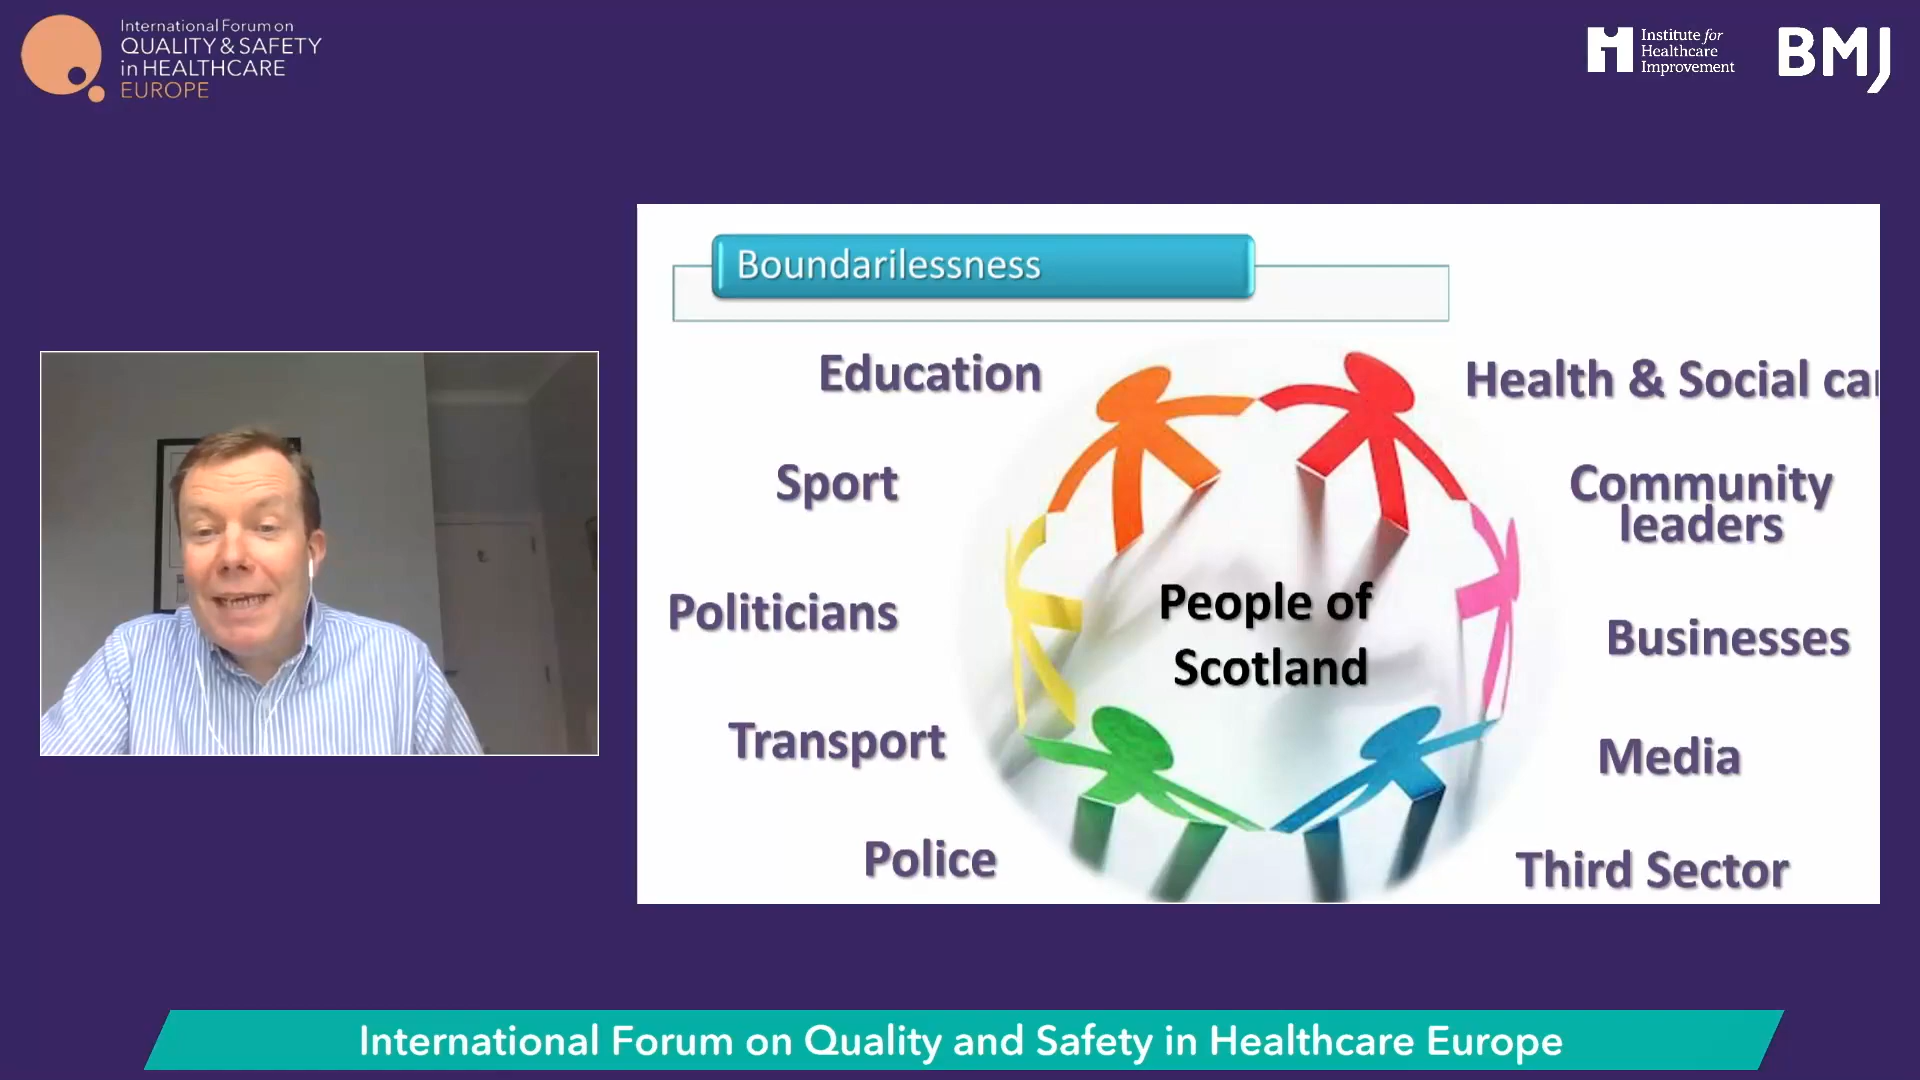 International Forum on
QUALITY & SAFETY
in HEALTHCARE
EUROPE
Institute for
Healthcare
Improvement
BMJ
Boundarilessness
Education
Health & Social car
Sport
Community
leaders
People of
Scotland
Politicians
Businesses
Transport
Media
Police
Third Sector
International Forum on Quality and Safety in Healthcare Europe